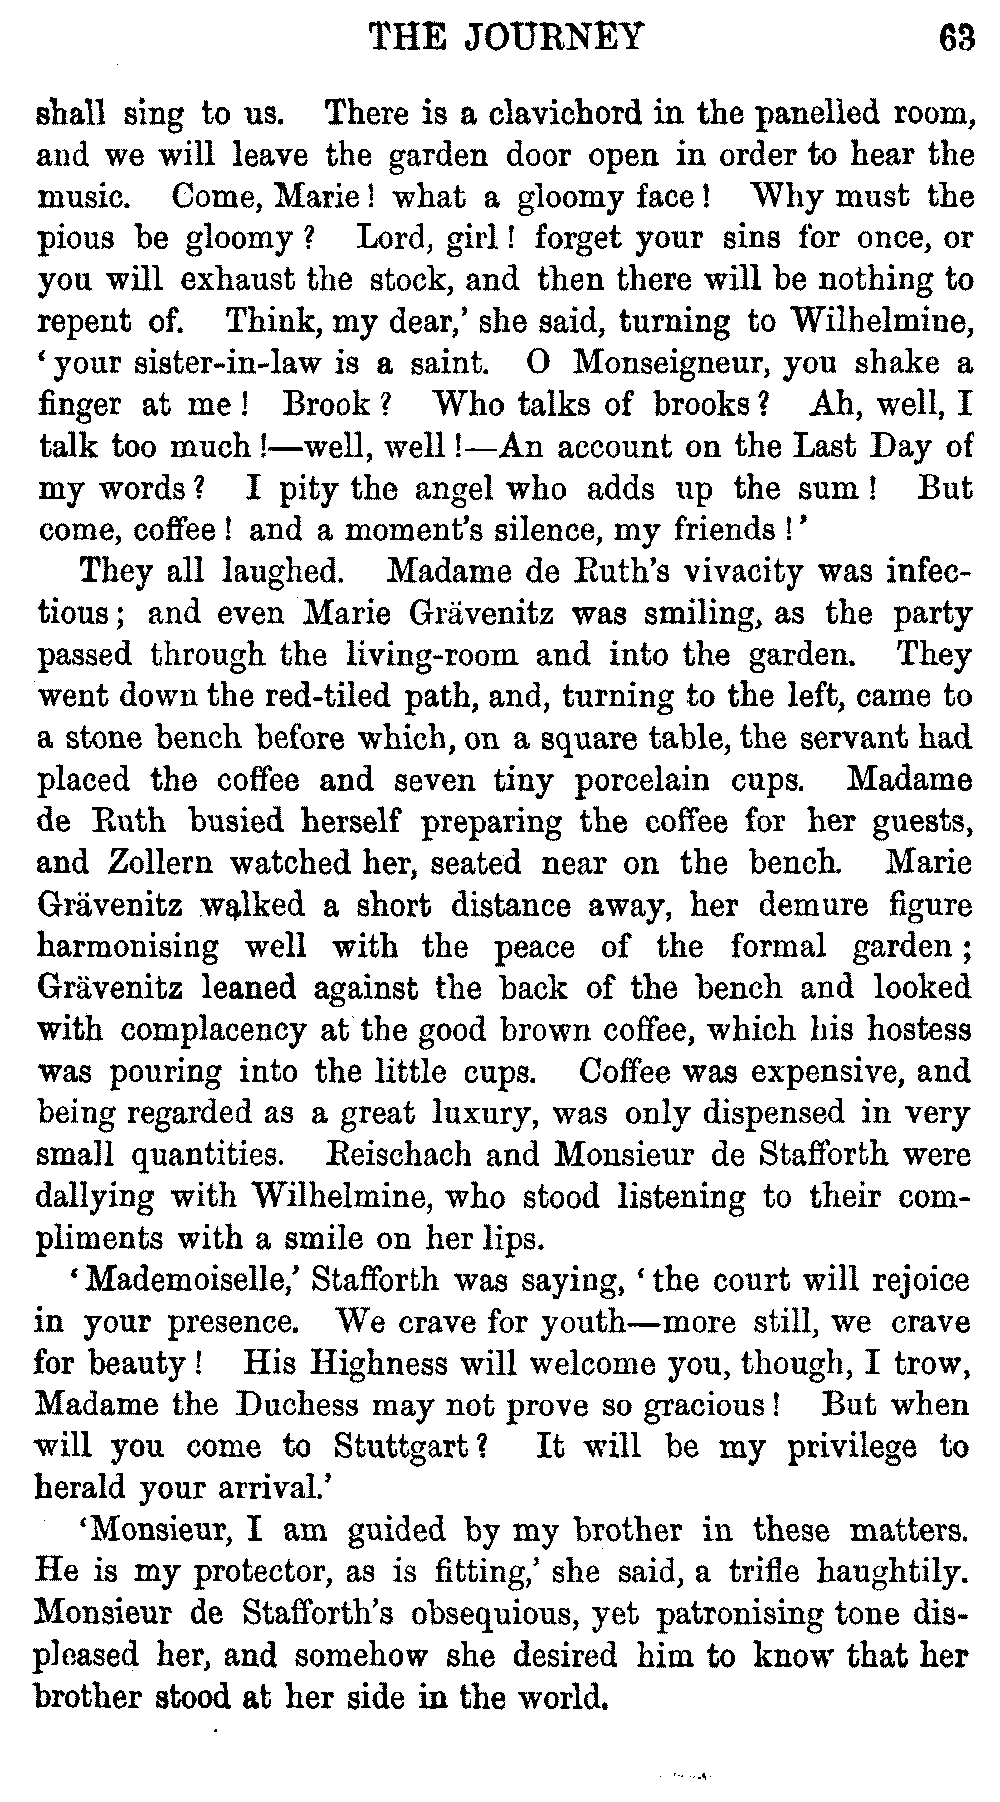 THE JOURNEY 63
shall sing to us. There is a clavichord in the panelled room,
and we will leave the garden door open in order to hear the
music. Come, Marie! what a gloomy face! Why must the
pious be gloomy? Lord, girl! forget your sins for once, or
you will exhaust the stock, and then there will be nothing to
repent of. Think, my dear,’ she said, turning to Wilhelmine,
‘your sister-in-law is a saint. O Monseigneur, you shake a
finger at me! Brook? Who talks of brooks? Ah, well, I
talk too much!—well, well!—An account on the Last Day of
my words? I pity the angel who adds up the sum! But
come, coffee! and a moment’s silence, my friends!’
They all laughed. Madame de Ruth’s vivacity was infec-
tious; and even Marie Grävenitz was smiling, as the party
passed through the living-room and into the garden. They
went down the red-tiled path, and, turning to the left, came to
a stone bench before which, on a square table, the servant had
placed the coffee and seven tiny porcelain cups. Madame
de Ruth busied herself preparing the coffee for her guests,
and Zollern watched her, seated near on the bench. Marie
Grävenitz walked a short distance away, her demure figure
harmonising well with the peace of the formal garden;
Grävenitz leaned against the back of the bench and looked
with complacency at the good brown coffee, which his hostess
was pouring into the little cups. Coffee was expensive, and
being regarded as a great luxury, was only dispensed in very
small quantities. Reischach and Monsieur de Stafforth were
dallying with Wilhelmine, who stood listening to their com-
pliments with a smile on her lips.
‘Mademoiselle,’ Stafforth was saying, ‘the court will rejoice
in your presence. We crave for youth—more still, we crave
for beauty! His Highness will welcome you, though, I trow,
Madame the Duchess may not prove so gracious! But when
will you come to Stuttgart? It will be my privilege to
herald your arrival.’
‘Monsieur, I am guided by my brother in these matters.
He is my protector, as is fitting,’ she said, a trifle haughtily.
Monsieur de Stafforth’s obsequious, yet patronising tone dis-
pleased her, and somehow she desired him to know that her
brother stood at her side in the world.